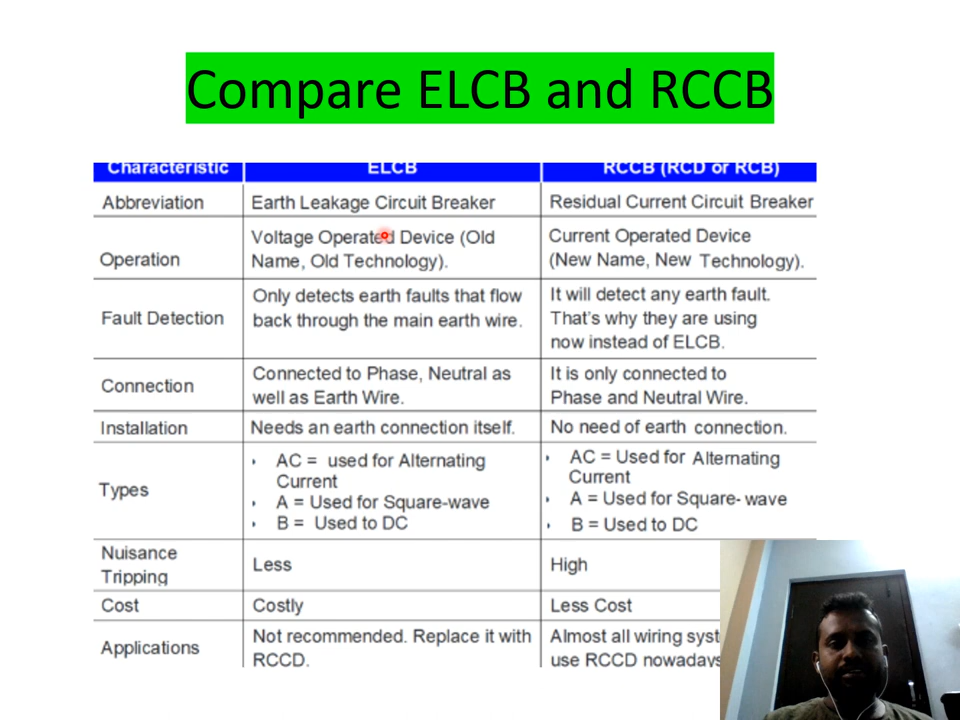 Compare ELCB and RCCB
Characteristic ELCB RCCB (RCD or RCB)
Abbreviation Earth Leakage Circuit Breaker Residual Current Circuit Breaker
Operation
Voltage Operated Device (Old
Name, Old Technology).
Current Operated Device
(New Name, New Technology).
Fault Detection
Only detects earth faults that flow
back through the main earth wire.
It will detect any earth fault.
That's why they are using
now instead of ELCB.
Connection
Connected to Phase, Neutral as
well as Earth Wire.
It is only connected to
Phase and Neutral Wire.
Installation Needs an earth connection itself. No need of earth connection.
Types
AC = used for Alternating
Current
A = Used for Square-wave
B = Used to DC
AC = Used for Alternating
Current
A = Used for Square-wave
B = Used to DC
Nuisance
Tripping
Less High
Cost Costly Less Cost
Applications
Not recommended. Replace it with
RCCD.
Almost all wiring syst
use RCCD nowadays